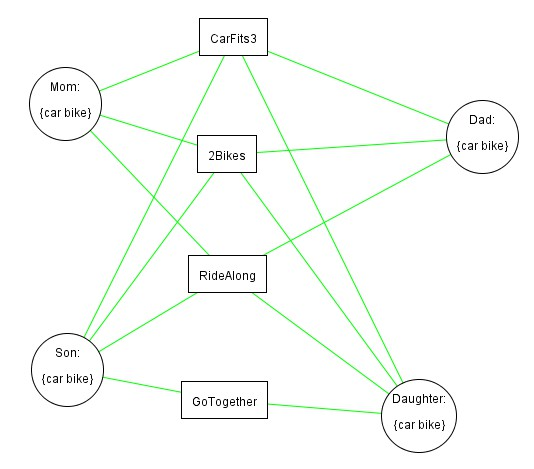 CarFits3
Mom:
{car bike}
Dad:
{car bike}
2Bikes
RideAlong
Son:
{car bike}
GoTogether
Daughter:
{car bike}